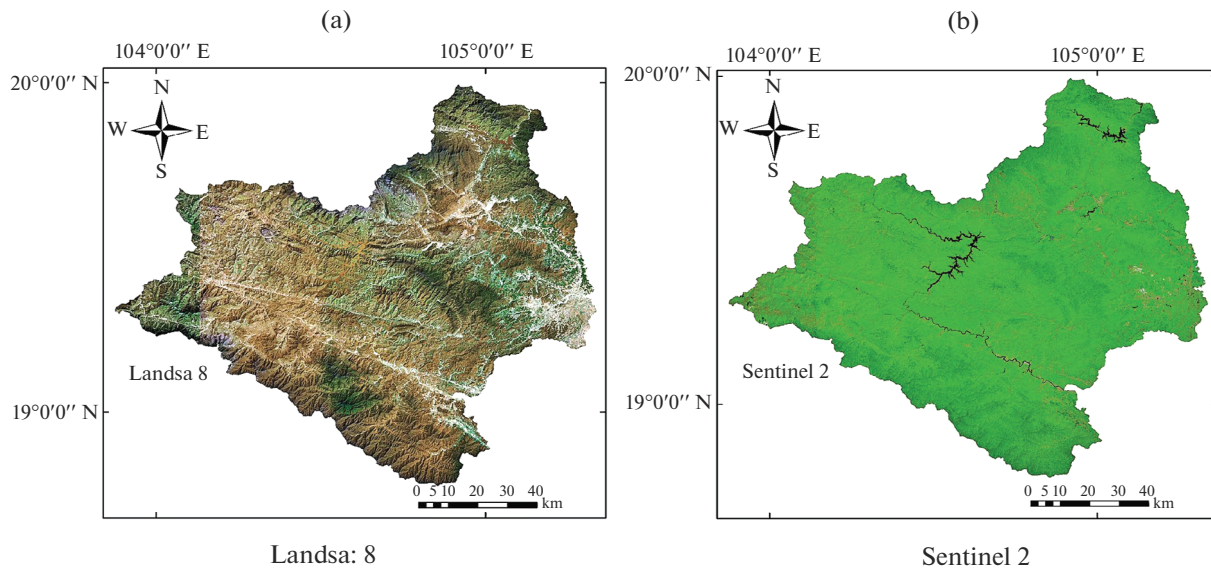 (a)
104°0′0″ E 105°0′0″ E
20°0′0″ N
N
W E
S
Landsa 8
19°0′0″ N
0 5 10 20 30 40
km
Landsa: 8
(b)
104°0′0″ E 105°0′0″ E
20°0′0″ N
N
W E
S
Sentinel 2
19°0′0″ N
0 5 10 20 30 40
km
Sentinel 2